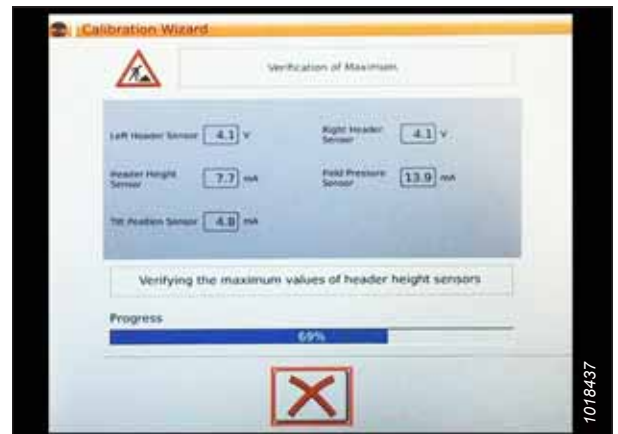 Calibration Wizard
Verification of Maximum
Left Header Sensor 4.1 V
Right Header Sensor 4.1 V
Header Height Sensor 7.7 mA
Field Pressure Sensor 13.9 mA
Tilt Position Sensor 4.8 mA
Verifying the maximum values of header height sensors
Progress
69%
1018437